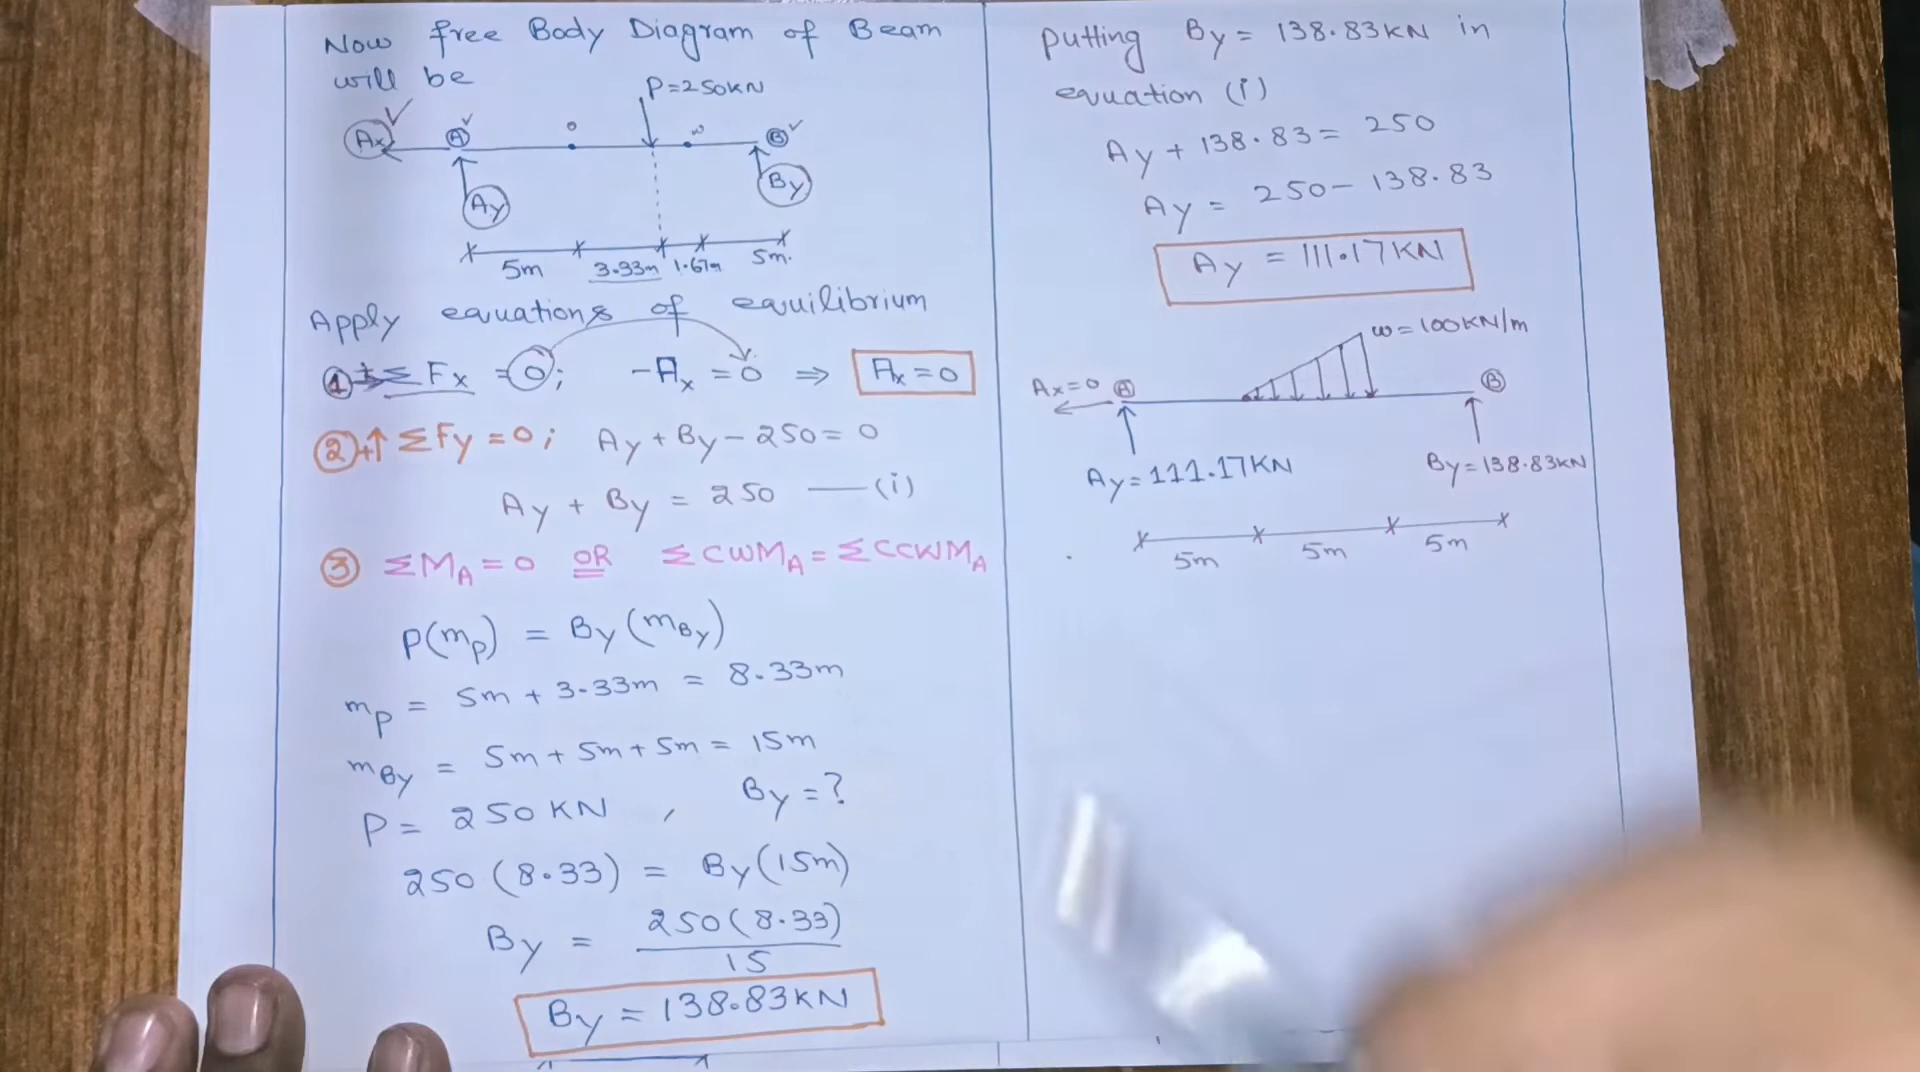 Now free Body Diagram of Beam
will be
P=250KN
Ax A o w B
Ay By
5m 3.33m 1.67m 5m.
Apply equations of equilibrium
① + ΣFx = 0; -Ax = 0 ⇒ Ax = 0
② +↑ ΣFy = 0; Ay + By - 250 = 0
Ay + By = 250 — (i)
③ ΣMA = 0 OR ΣCWMA = ΣCCWMA
P(mp) = By(mBy)
mp = 5m + 3.33m = 8.33m
mBy = 5m + 5m + 5m = 15m
P = 250 KN , By = ?
250 (8.33) = By(15m)
By = 250(8.33)
15
By = 138.83KN
Putting By = 138.83KN in
equation (i)
Ay + 138.83 = 250
Ay = 250 - 138.83
Ay = 111.17KN
w=100KN/m
Ax=0 A B
Ay=111.17KN By=138.83KN
5m 5m 5m